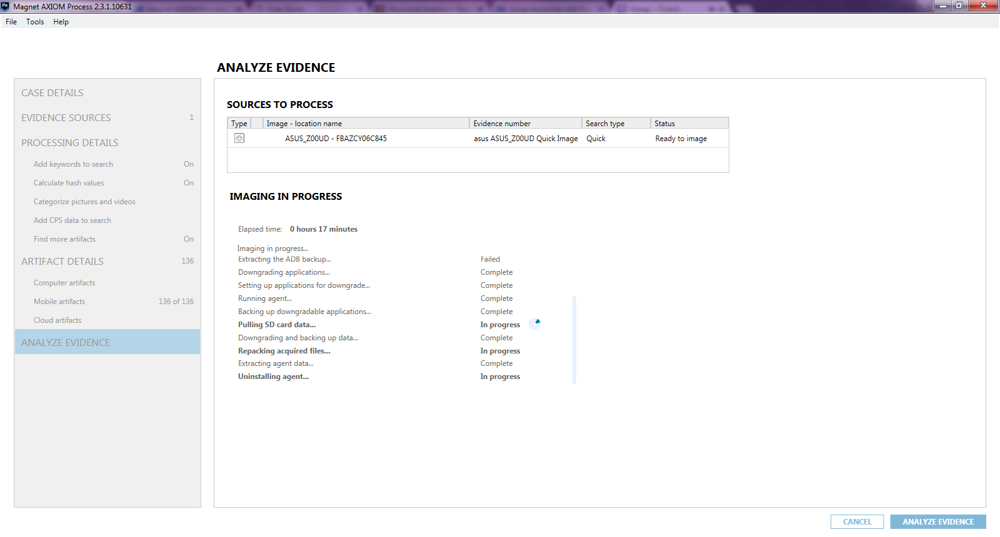 Magnet AXIOM Process 2.3.1.10631
File Tools Help
ANALYZE EVIDENCE
CASE DETAILS
EVIDENCE SOURCES 1
PROCESSING DETAILS
Add keywords to search On
Calculate hash values On
Categorize pictures and videos
Add CPS data to search
Find more artifacts On
ARTIFACT DETAILS 136
Computer artifacts
Mobile artifacts 136 of 136
Cloud artifacts
ANALYZE EVIDENCE
SOURCES TO PROCESS
Type Image - location name Evidence number Search type Status
ASUS_Z00UD - FBAZCY06C845 asus ASUS_Z00UD Quick Image Quick Ready to image
IMAGING IN PROGRESS
Elapsed time: 0 hours 17 minutes
Imaging in progress...
Extracting the ADB backup... Failed
Downgrading applications... Complete
Setting up applications for downgrade... Complete
Running agent... Complete
Backing up downgradable applications... Complete
Pulling SD card data... In progress
Downgrading and backing up data... Complete
Repacking acquired files... In progress
Extracting agent data... Complete
Uninstalling agent... In progress
CANCEL ANALYZE EVIDENCE